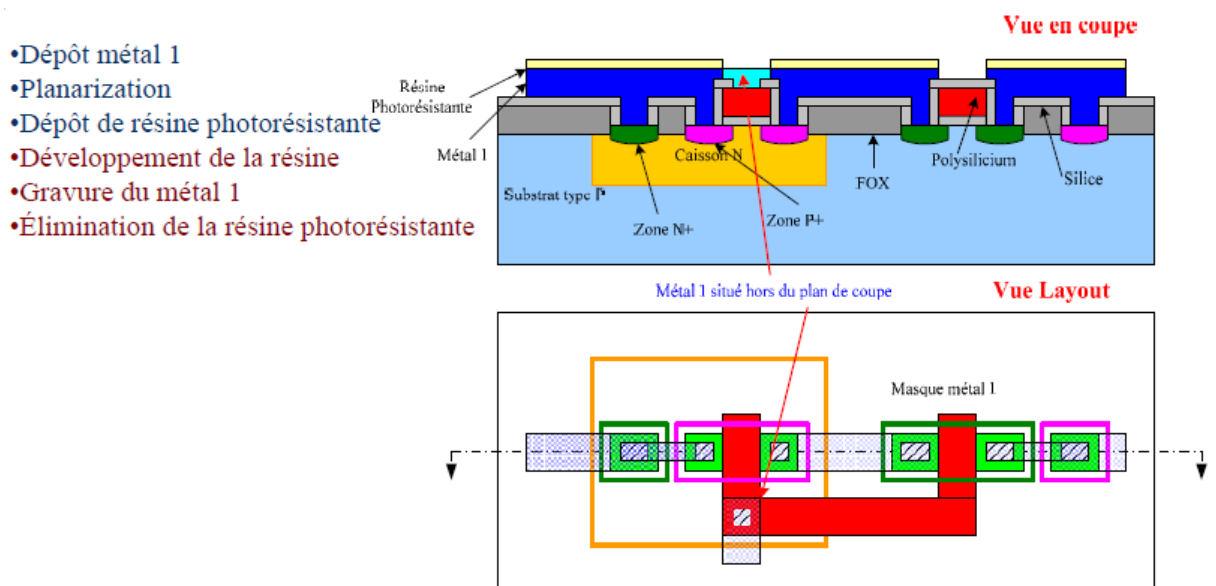 •Dépôt métal 1
•Planarization
•Dépôt de résine photorésistante
•Développement de la résine
•Gravure du métal 1
•Élimination de la résine photorésistante
Vue en coupe
Résine
Photorésistante
Métal 1
Caisson N
Polysilicium
FOX
Silice
Substrat type P
Zone N+
Zone P+
Métal 1 situé hors du plan de coupe
Vue Layout
Masque métal 1